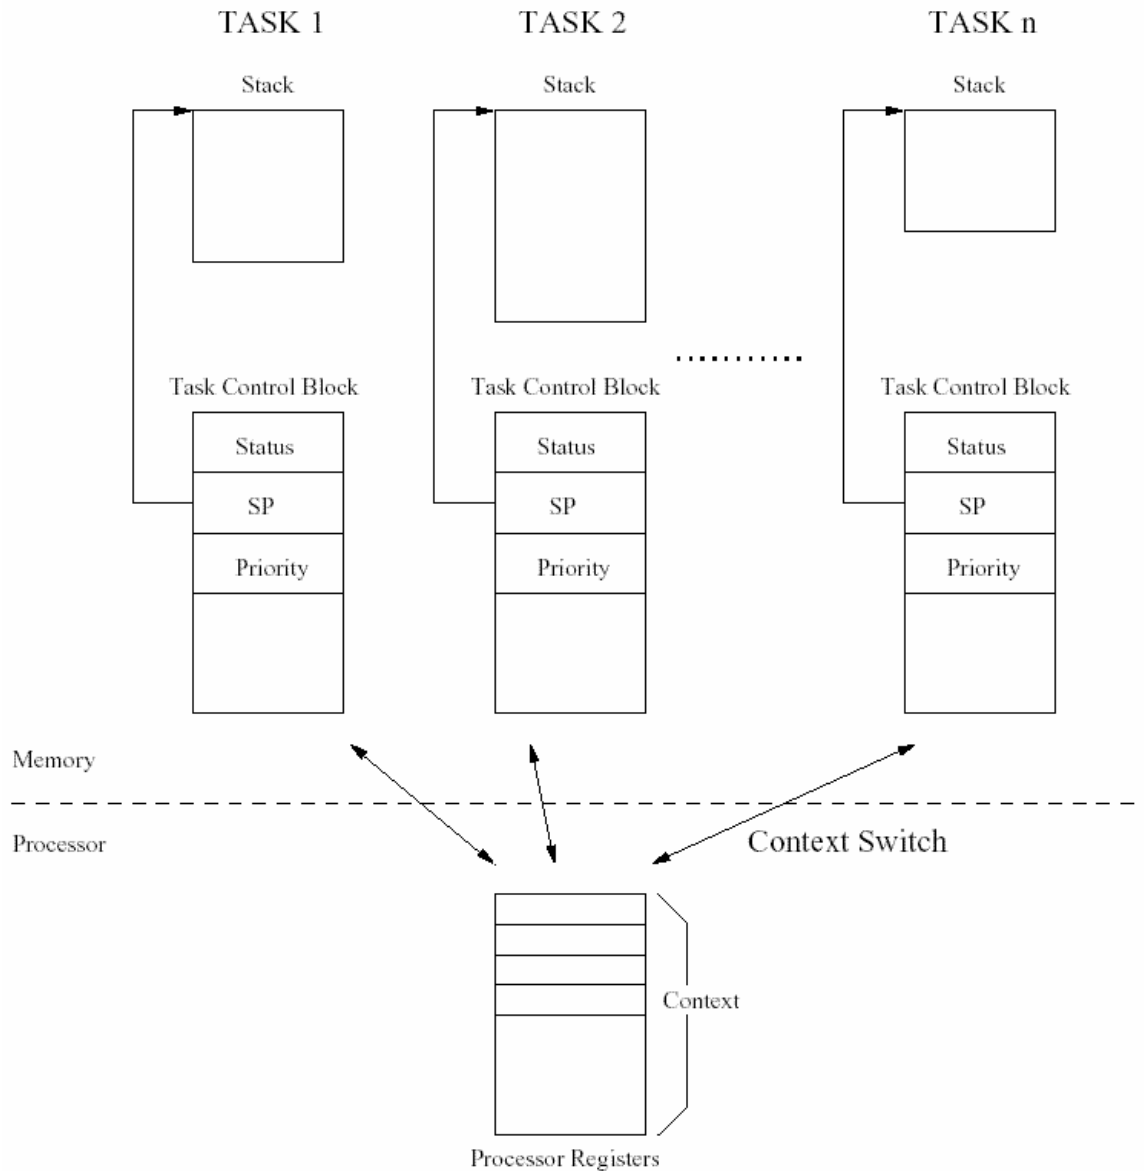 TASK 1 TASK 2 TASK n
Stack Stack Stack
Task Control Block Task Control Block Task Control Block
Status Status Status
SP SP SP
Priority Priority Priority
Memory
Processor
Context Switch
Context
Processor Registers